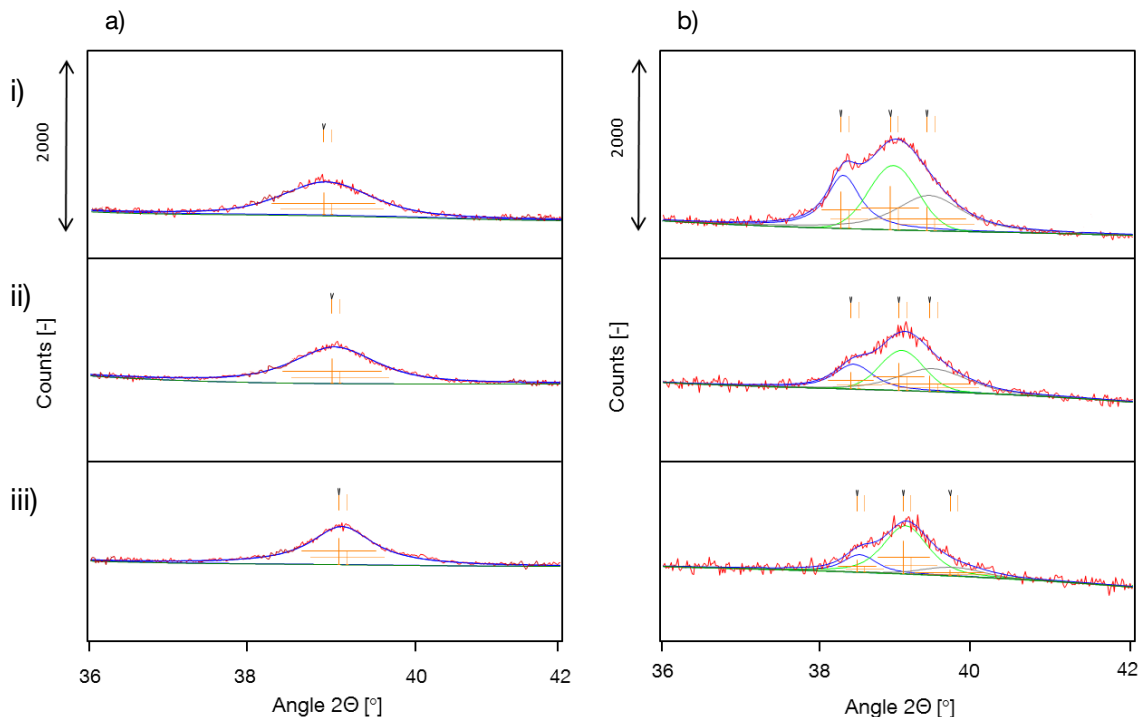 a)
b)
i)
2000
2000
ii)
Counts [-]
Counts [-]
iii)
36
38
40
42
36
38
40
42
Angle 2Θ [°]
Angle 2Θ [°]